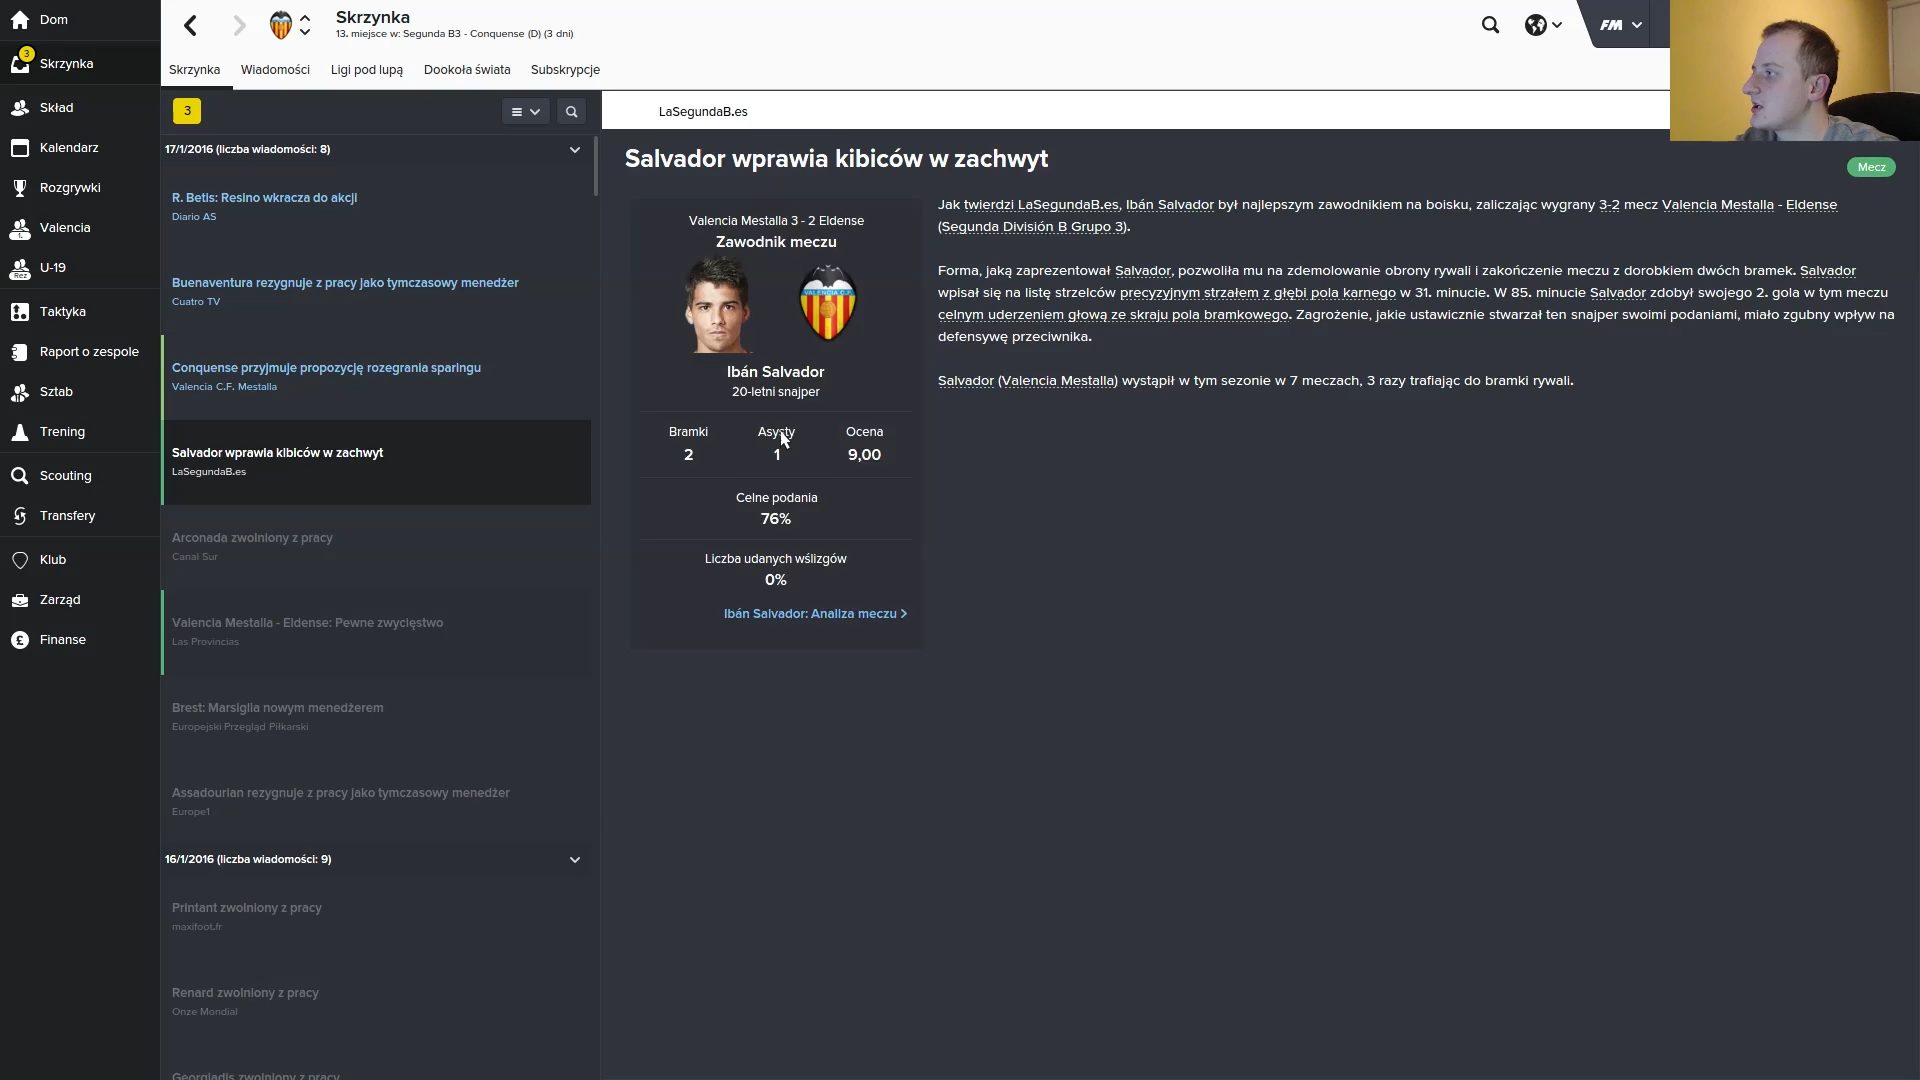 Dom
3
Skrzynka
Skład
Kalendarz
Rozgrywki
1.
Valencia
Rez
U-19
Taktyka
Raport o zespole
Sztab
Trening
Scouting
Transfery
Klub
Zarząd
£
Finanse
Skrzynka
13. miejsce w: Segunda B3 - Conquense (D) (3 dni)
FM
Skrzynka
Wiadomości
Ligi pod lupą
Dookoła świata
Subskrypcje
3
17/1/2016 (liczba wiadomości: 8)
R. Betis: Resino wkracza do akcji
Diario AS
Buenaventura rezygnuje z pracy jako tymczasowy menedżer
Cuatro TV
Conquense przyjmuje propozycję rozegrania sparingu
Valencia C.F. Mestalla
Salvador wprawia kibiców w zachwyt
LaSegundaB.es
Arconada zwolniony z pracy
Canal Sur
Valencia Mestalla - Eldense: Pewne zwycięstwo
Las Provincias
Brest: Marsiglia nowym menedżerem
Europejski Przegląd Piłkarski
Assadourian rezygnuje z pracy jako tymczasowy menedżer
Europe1
16/1/2016 (liczba wiadomości: 9)
Printant zwolniony z pracy
maxifoot.fr
Renard zwolniony z pracy
Onze Mondial
Georgiadis zwolniony z pracy
LaSegundaB.es
Salvador wprawia kibiców w zachwyt
Mecz
Valencia Mestalla 3 - 2 Eldense
Zawodnik meczu
VALENCIA C.F.
Ibán Salvador
20-letni snajper
Bramki Asysty Ocena
2 1 9,00
Celne podania
76%
Liczba udanych wślizgów
0%
Ibán Salvador: Analiza meczu
Jak twierdzi LaSegundaB.es, Ibán Salvador był najlepszym zawodnikiem na boisku, zaliczając wygrany 3-2 mecz Valencia Mestalla - Eldense
(Segunda División B Grupo 3).
Forma, jaką zaprezentował Salvador, pozwoliła mu na zdemolowanie obrony rywali i zakończenie meczu z dorobkiem dwóch bramek. Salvador
wpisał się na listę strzelców precyzyjnym strzałem z głębi pola karnego w 31. minucie. W 85. minucie Salvador zdobył swojego 2. gola w tym meczu
celnym uderzeniem głową ze skraju pola bramkowego. Zagrożenie, jakie ustawicznie stwarzał ten snajper swoimi podaniami, miało zgubny wpływ na
defensywę przeciwnika.
Salvador (Valencia Mestalla) wystąpił w tym sezonie w 7 meczach, 3 razy trafiając do bramki rywali.